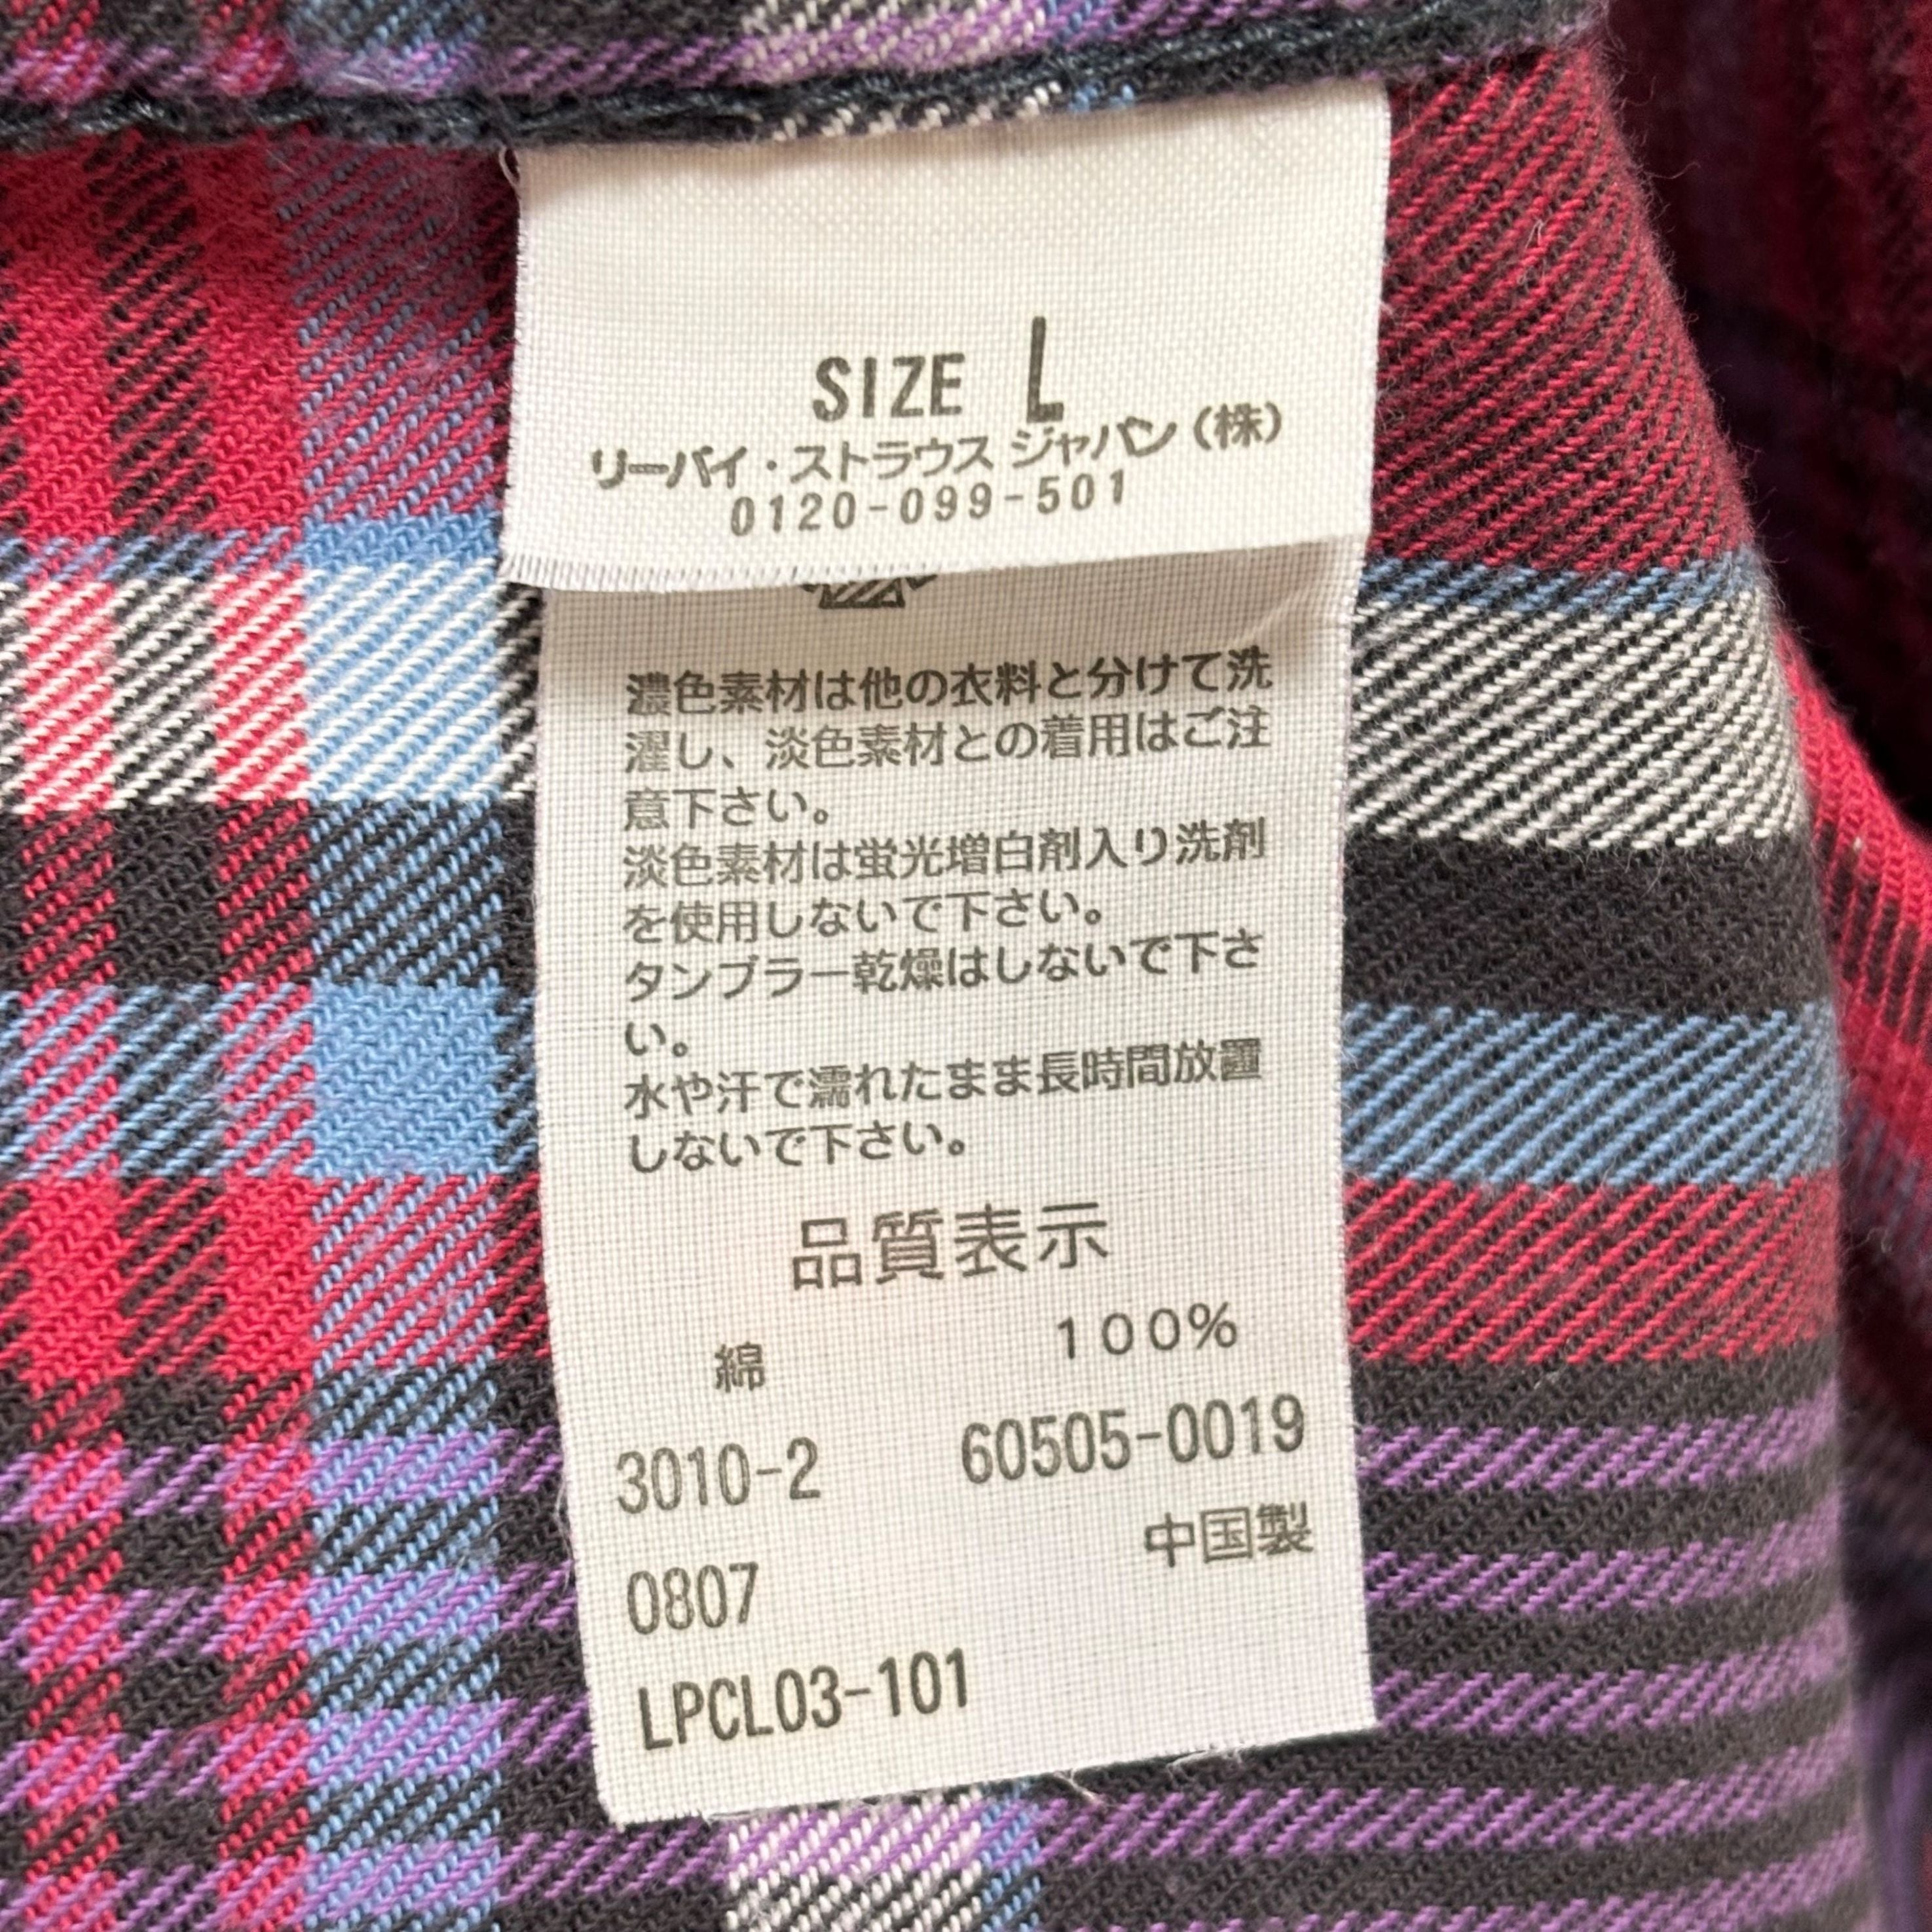 SIZE L
リーバイ・ストラウス ジャパン(株)
0120-099-501
濃色素材は他の衣料と分けて洗
濯し、淡色素材との着用はご注
意下さい。
淡色素材は蛍光増白剤入り洗剤
を使用しないで下さい。
タンブラー乾燥はしないで下さ
い。
水や汗で濡れたまま長時間放置
しないで下さい。
品質表示
綿 100%
3010-2 60505-0019
中国製
0807
LPCL03-101